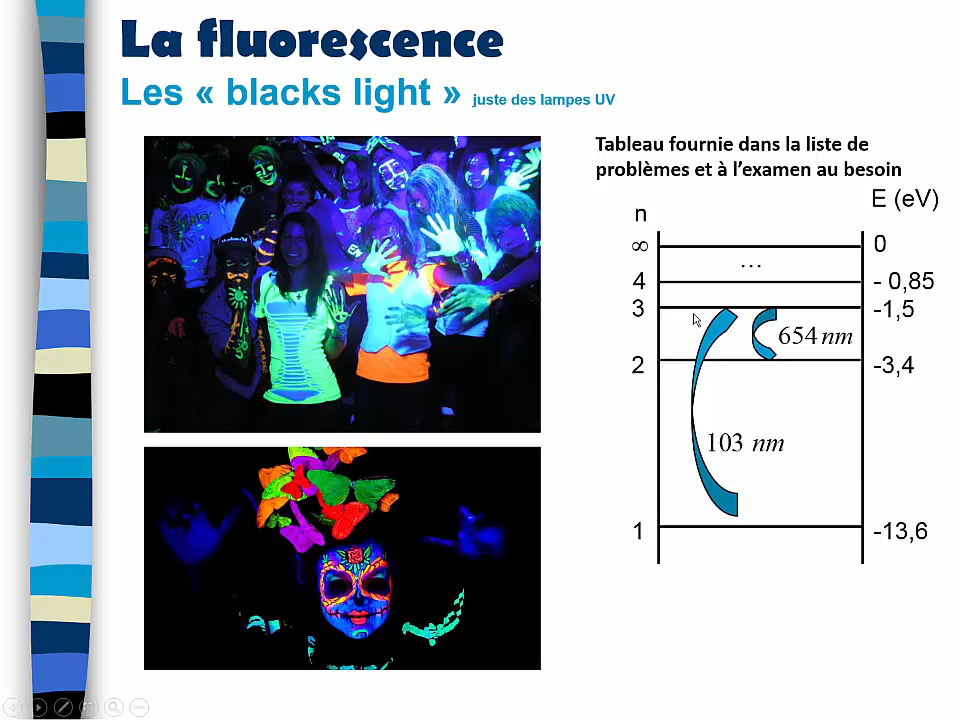 La fluorescence
Les « blacks light » juste des lampes UV
Tableau fournie dans la liste de
problèmes et à l'examen au besoin
E (eV)
n
∞ 0
...
4 - 0,85
3 -1,5
654 nm
2 -3,4
103 nm
1 -13,6